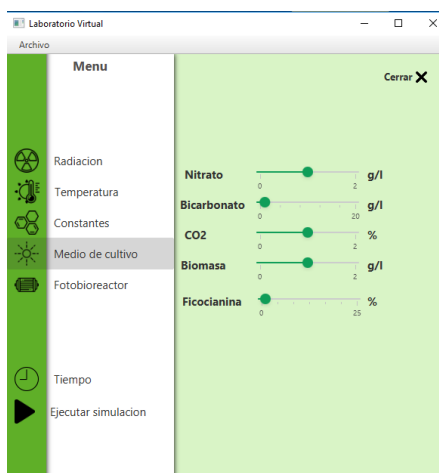 Laboratorio Virtual
Archivo
Menu
Cerrar
Radiacion
Temperatura
Constantes
Medio de cultivo
Fotobioreactor
Tiempo
Ejecutar simulacion
Nitrato g/l
0 2
Bicarbonato g/l
0 20
CO2 %
0 2
Biomasa g/l
0 2
Ficocianina %
0 25